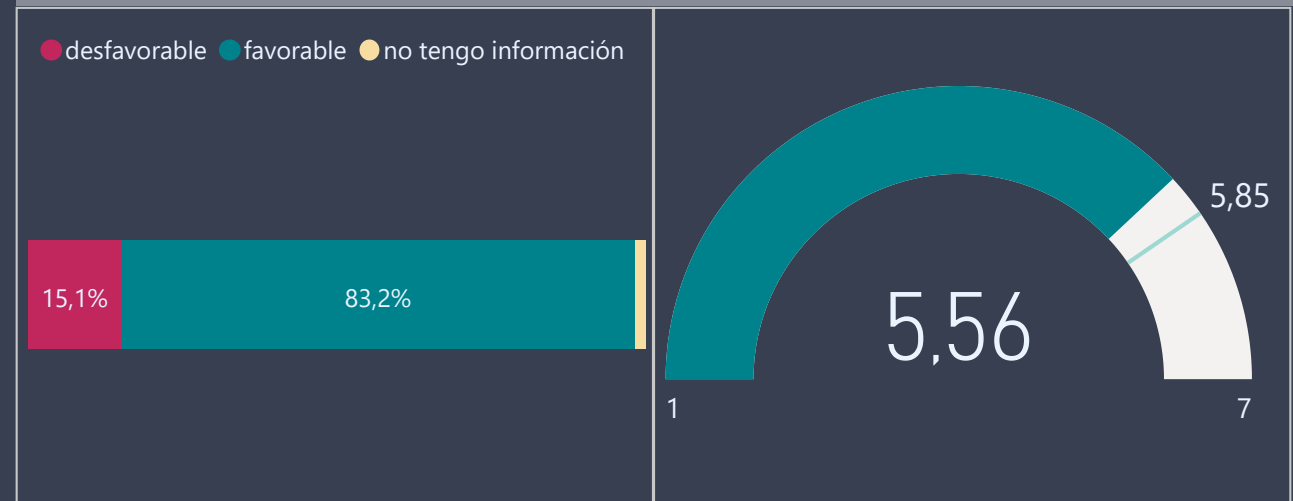 desfavorable favorable no tengo información
15,1% 83,2%
5,85
5,56
1 7